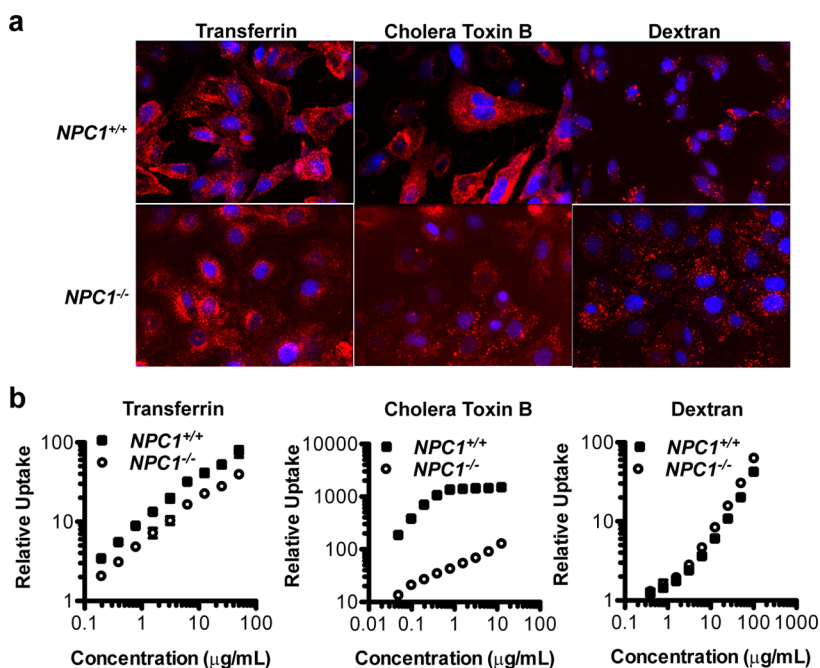 a
Transferrin Cholera Toxin B Dextran
NPC1+/+
NPC1-/-
b
Transferrin Cholera Toxin B Dextran
Relative Uptake
100
10
1
NPC1+/+
NPC1-/-
0.1 1 10 100
Concentration (μg/mL)
Relative Uptake
10000
1000
100
10
NPC1+/+
NPC1-/-
0.01 0.1 1 10 100
Concentration (μg/mL)
Relative Uptake
100
10
1
NPC1+/+
NPC1-/-
0.1 1 10 100 1000
Concentration (μg/mL)